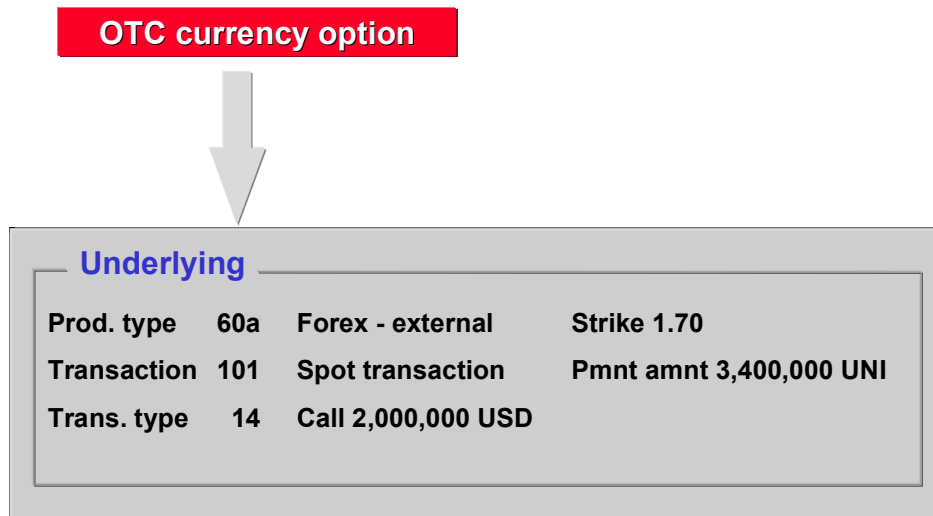 OTC currency option
Underlying
Prod. type 60a Forex - external Strike 1.70
Transaction 101 Spot transaction Pmnt amnt 3,400,000 UNI
Trans. type 14 Call 2,000,000 USD